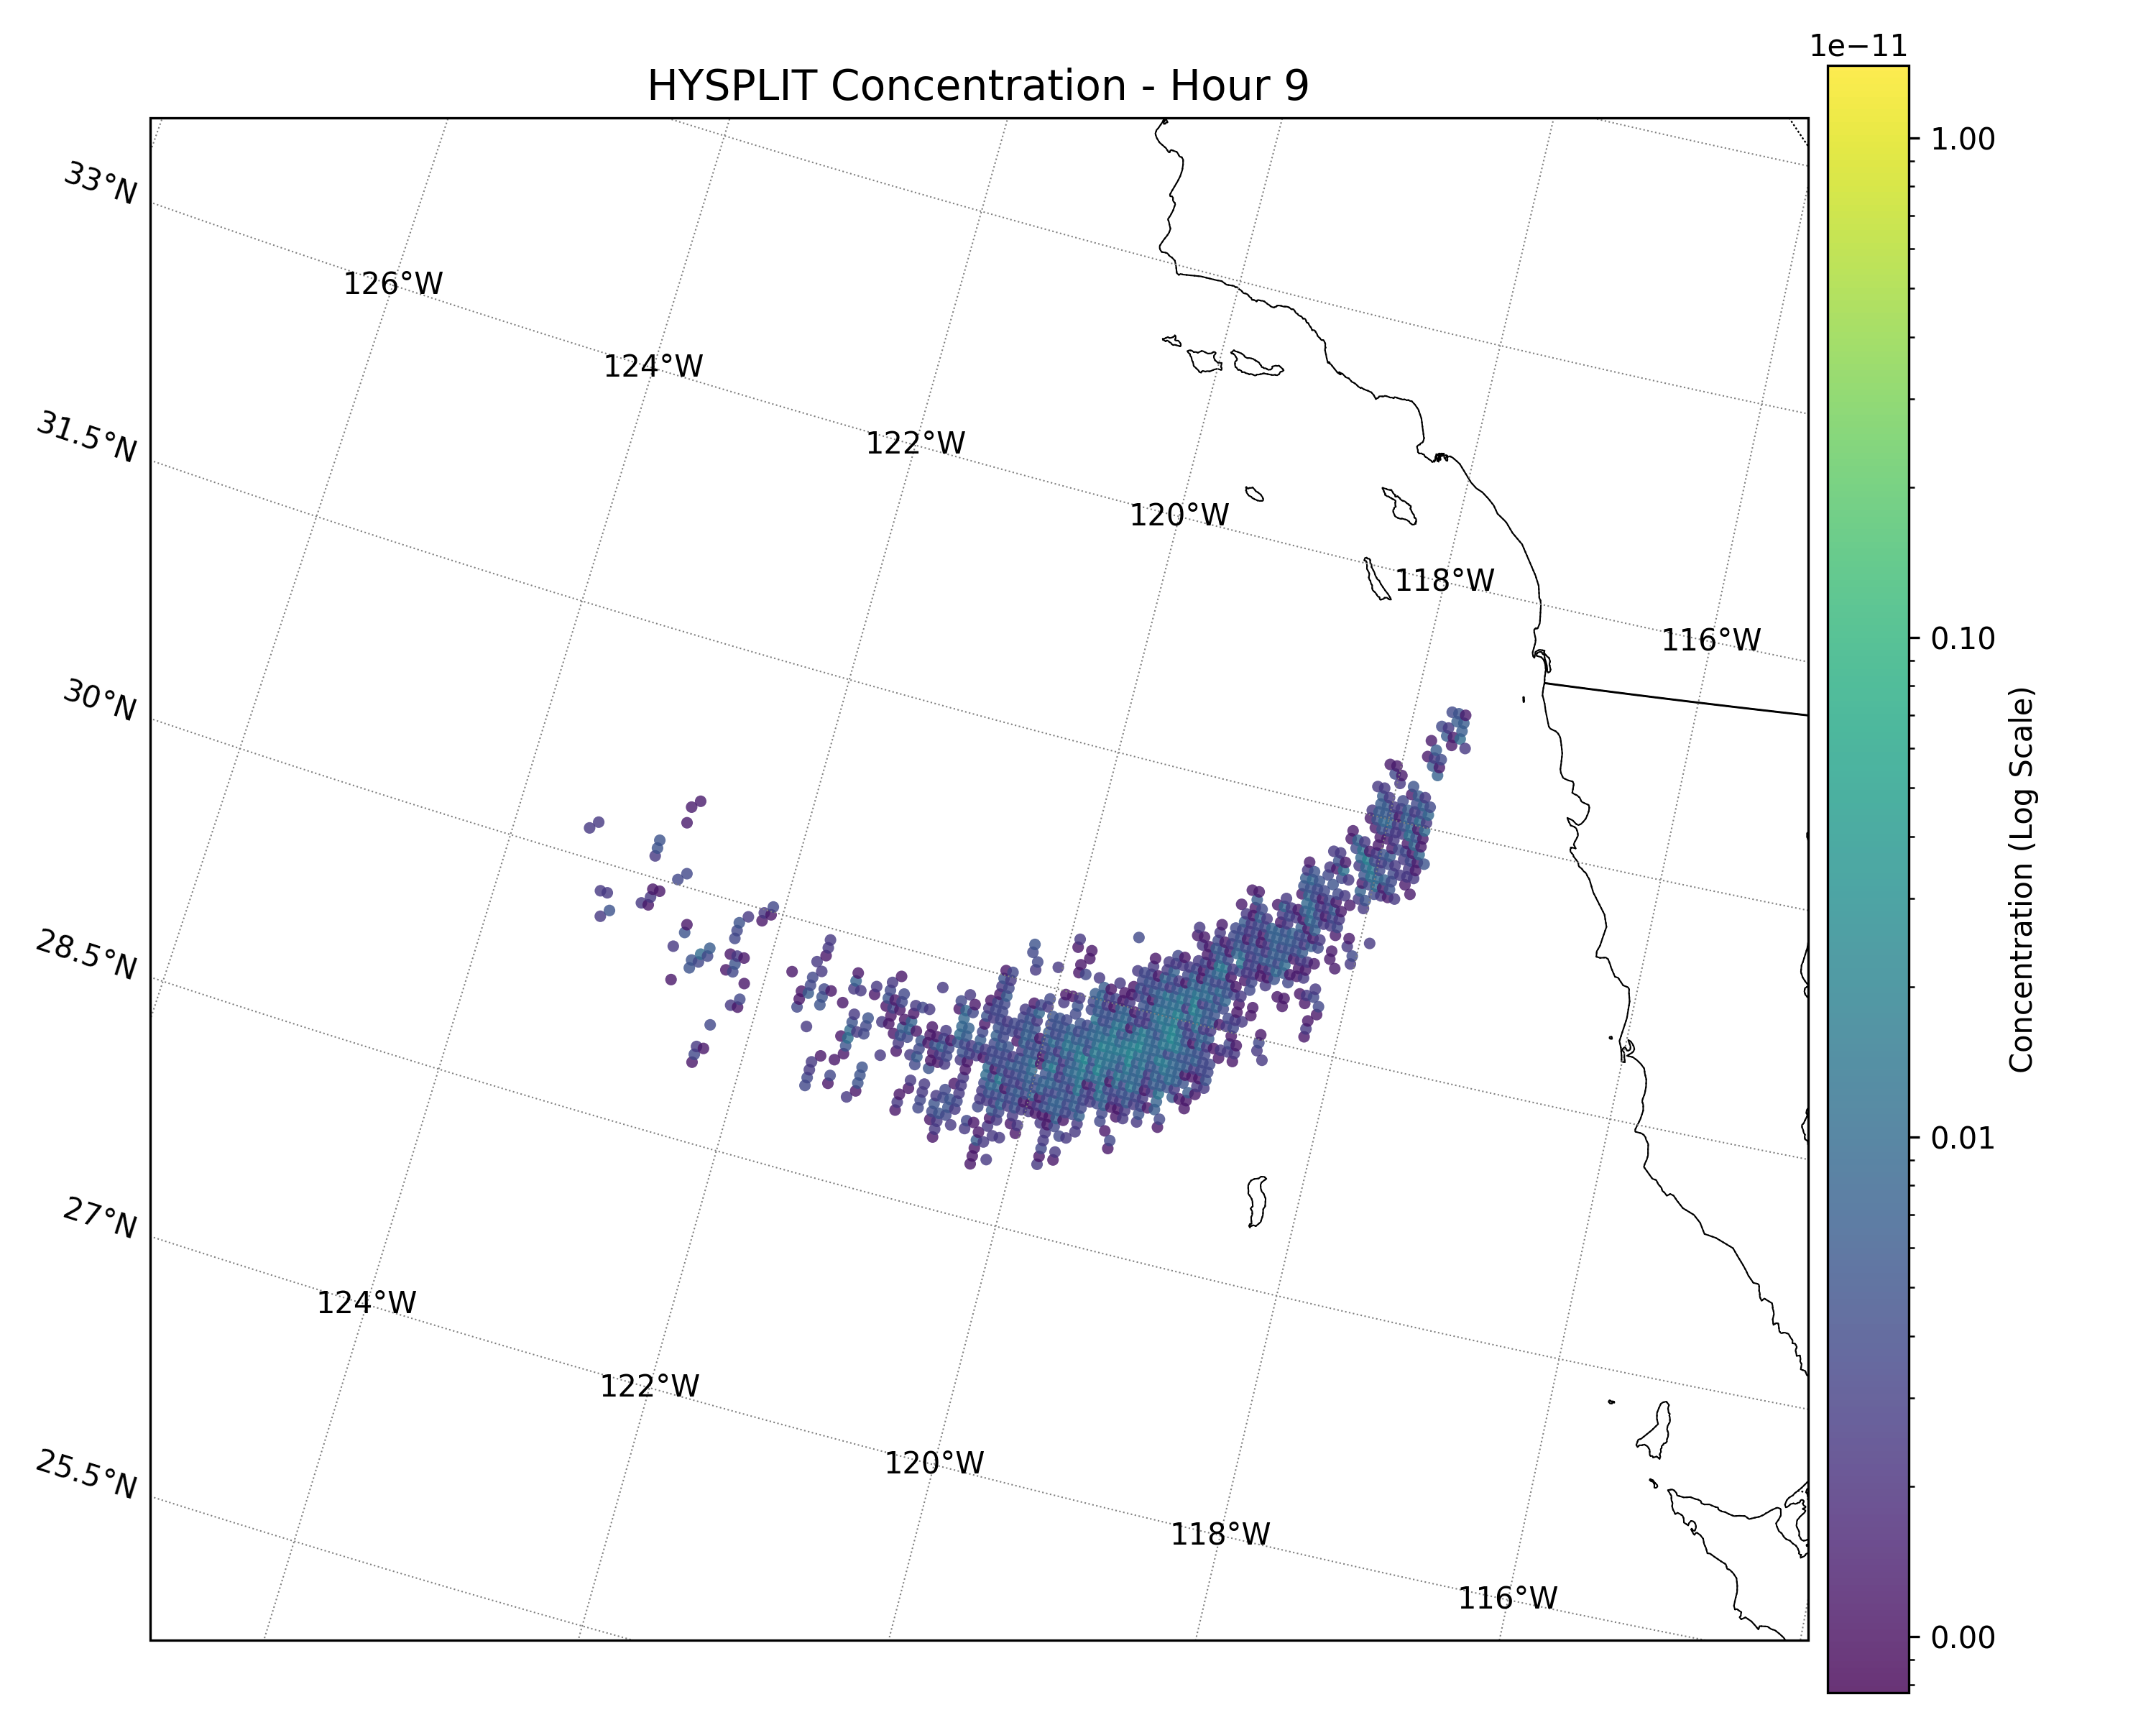 1e−11
HYSPLIT Concentration - Hour 9
1.00
33°N
126°W
124°W
31.5°N
122°W
120°W
118°W
0.10
116°W
30°N
Concentration (Log Scale)
28.5°N
0.01
27°N
124°W
122°W
120°W
25.5°N
118°W
116°W
0.00